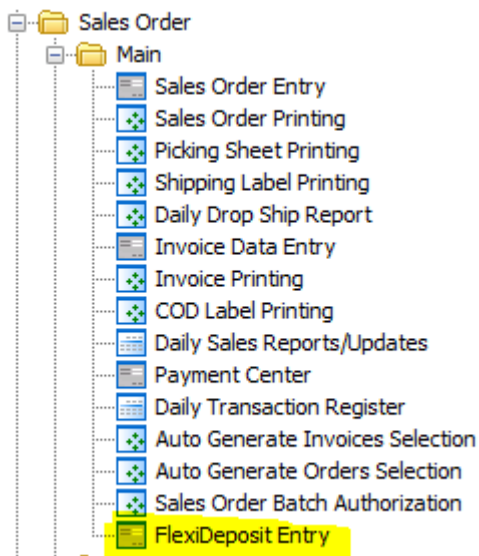 Sales Order
Main
Sales Order Entry
Sales Order Printing
Picking Sheet Printing
Shipping Label Printing
Daily Drop Ship Report
Invoice Data Entry
Invoice Printing
COD Label Printing
Daily Sales Reports/Updates
Payment Center
Daily Transaction Register
Auto Generate Invoices Selection
Auto Generate Orders Selection
Sales Order Batch Authorization
FlexiDeposit Entry